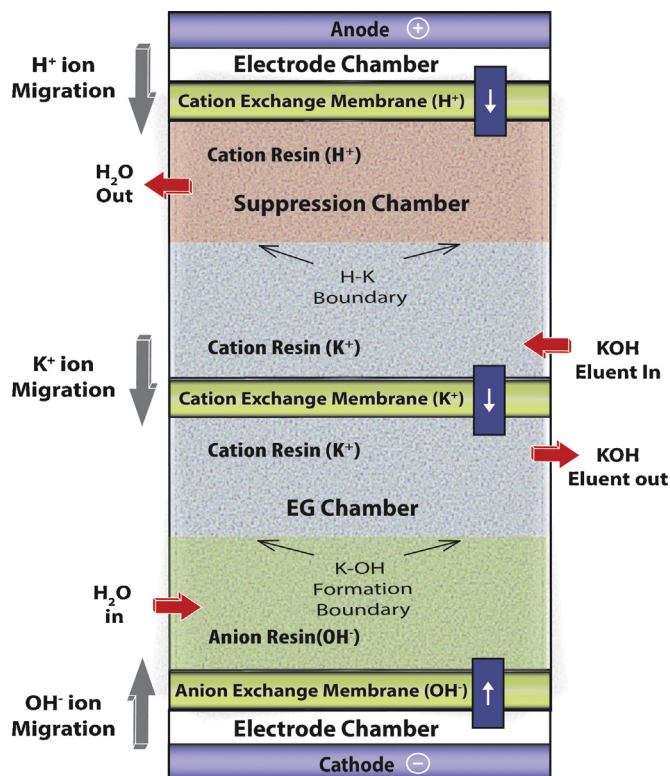 Anode ⊕
H⁺ ion
Migration
Electrode Chamber
Cation Exchange Membrane (H⁺)
↓
Cation Resin (H⁺)
H₂O
Out
Suppression Chamber
H-K
Boundary
Cation Resin (K⁺)
KOH
Eluent In
K⁺ ion
Migration
Cation Exchange Membrane (K⁺)
↓
Cation Resin (K⁺)
KOH
Eluent out
EG Chamber
K-OH
Formation
Boundary
H₂O
in
Anion Resin(OH⁻)
Anion Exchange Membrane (OH⁻)
↑
OH⁻ ion
Migration
Electrode Chamber
Cathode ⊖